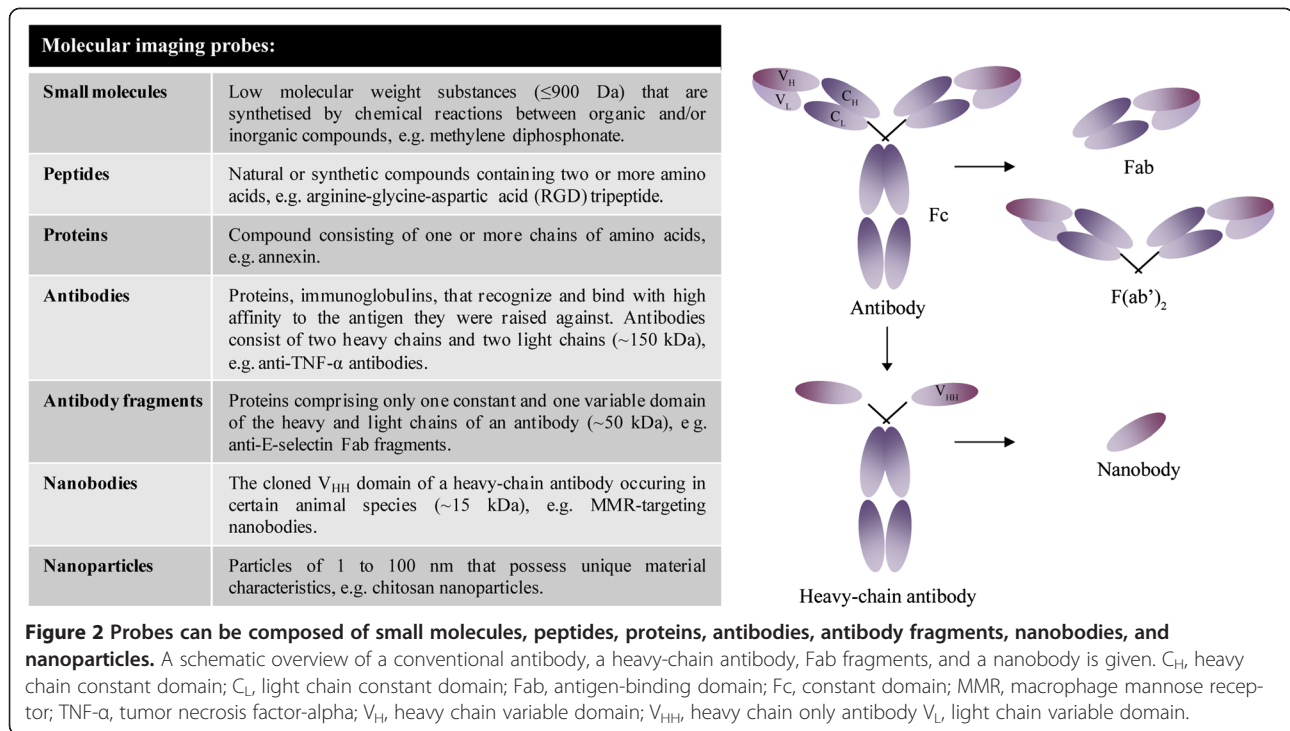 Molecular imaging probes:
Small molecules
Low molecular weight substances (≤900 Da) that are
synthetised by chemical reactions between organic and/or
inorganic compounds, e.g. methylene diphosphonate.
Peptides
Natural or synthetic compounds containing two or more amino
acids, e.g. arginine-glycine-aspartic acid (RGD) tripeptide.
Proteins
Compound consisting of one or more chains of amino acids,
e.g. annexin.
Antibodies
Proteins, immunoglobulins, that recognize and bind with high
affinity to the antigen they were raised against. Antibodies
consist of two heavy chains and two light chains (~150 kDa),
e.g. anti-TNF-α antibodies.
Antibody fragments
Proteins comprising only one constant and one variable domain
of the heavy and light chains of an antibody (~50 kDa), e g.
anti-E-selectin Fab fragments.
Nanobodies
The cloned VHH domain of a heavy-chain antibody occuring in
certain animal species (~15 kDa), e.g. MMR-targeting
nanobodies.
Nanoparticles
Particles of 1 to 100 nm that possess unique material
characteristics, e.g. chitosan nanoparticles.
VH
VL
CH
CL
Fc
Antibody
Fab
F(ab')2
VHH
Heavy-chain antibody
Nanobody
Figure 2 Probes can be composed of small molecules, peptides, proteins, antibodies, antibody fragments, nanobodies, and
nanoparticles. A schematic overview of a conventional antibody, a heavy-chain antibody, Fab fragments, and a nanobody is given. CH, heavy
chain constant domain; CL, light chain constant domain; Fab, antigen-binding domain; Fc, constant domain; MMR, macrophage mannose recep-
tor; TNF-α, tumor necrosis factor-alpha; VH, heavy chain variable domain; VHH, heavy chain only antibody VL, light chain variable domain.